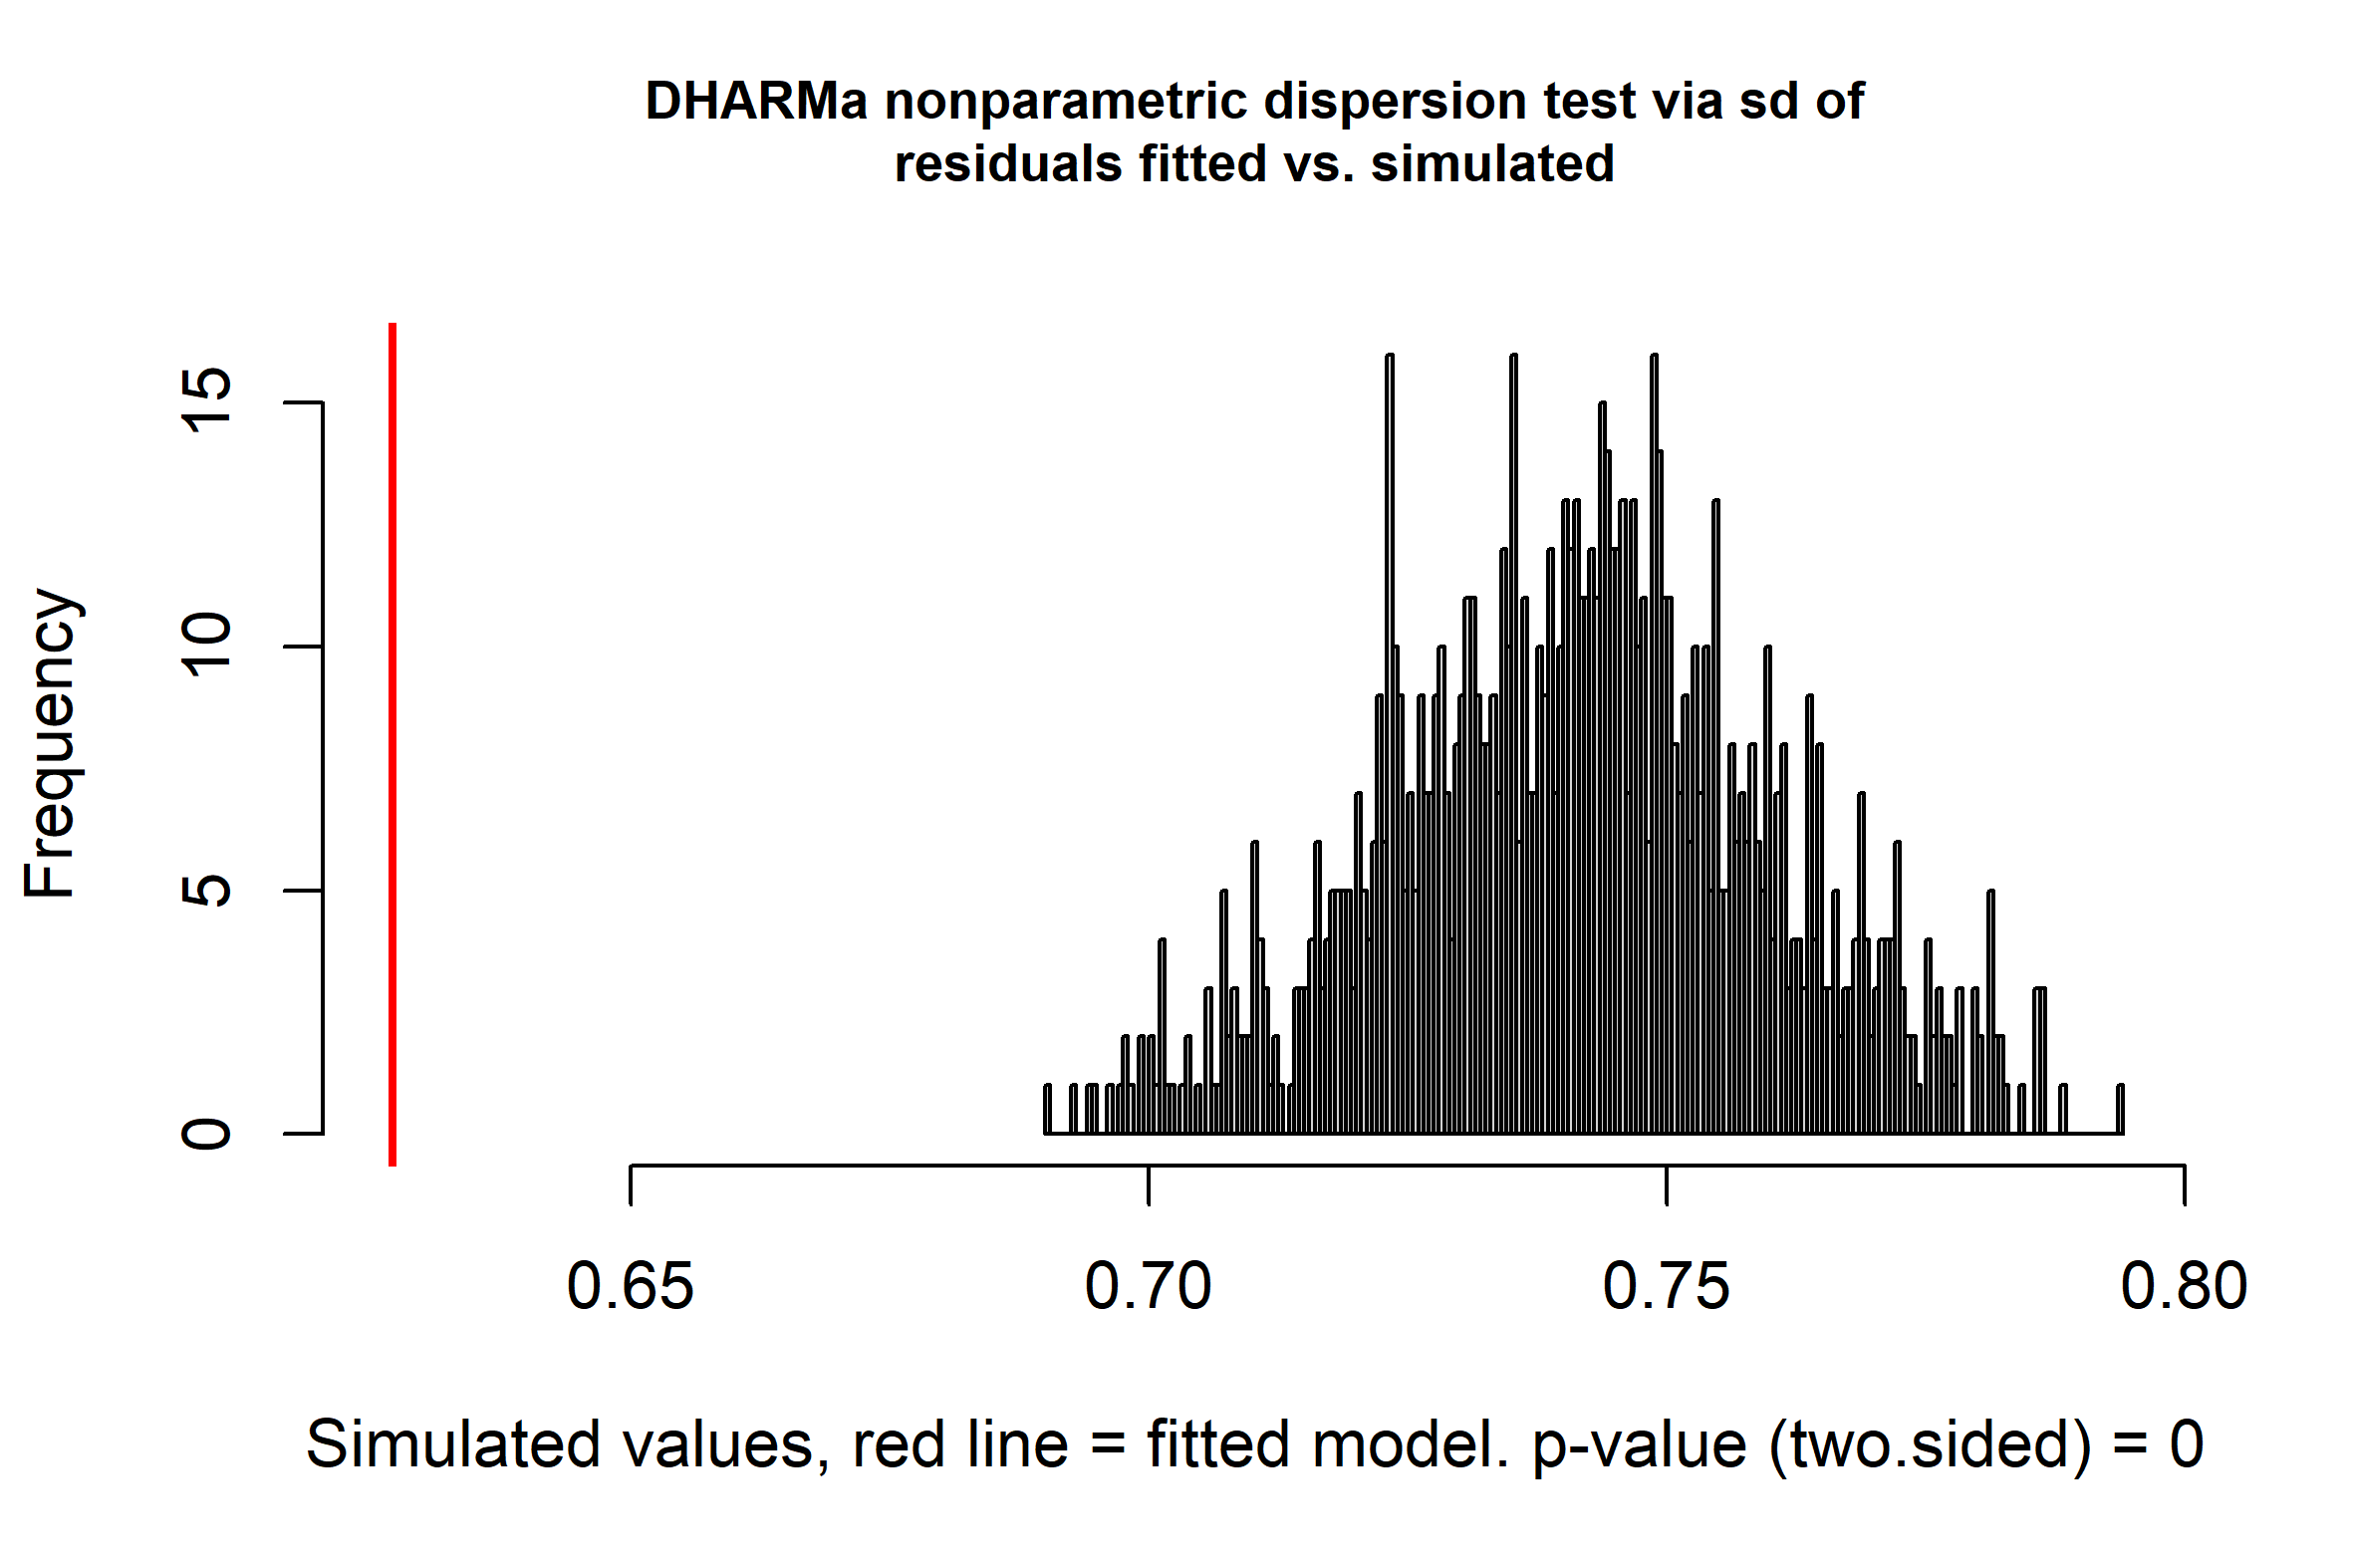 DHARMa nonparametric dispersion test via sd of
residuals fitted vs. simulated
Frequency
15
10
5
0
0.65 0.70 0.75 0.80
Simulated values, red line = fitted model. p-value (two.sided) = 0